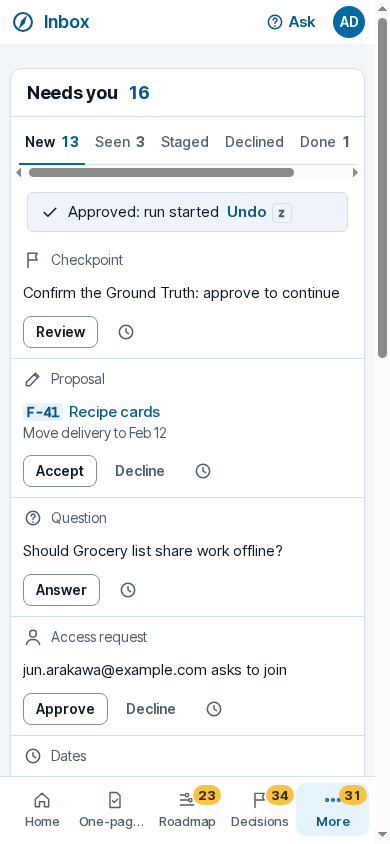 Inbox
Ask
AD
Needs you 16
New 13 Seen 3 Staged Declined Done 1
Approved: run started Undo z
Checkpoint
Confirm the Ground Truth: approve to continue
Review
Proposal
F-41 Recipe cards
Move delivery to Feb 12
Accept Decline
Question
Should Grocery list share work offline?
Answer
Access request
jun.arakawa@example.com asks to join
Approve Decline
Dates
23 34 31
Home One-pag... Roadmap Decisions More